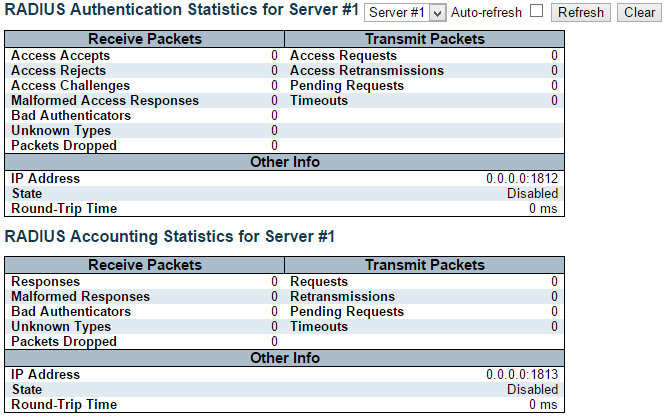 RADIUS Authentication Statistics for Server #1 Server #1 Auto-refresh Refresh Clear
Receive Packets Transmit Packets
Access Accepts 0 Access Requests 0
Access Rejects 0 Access Retransmissions 0
Access Challenges 0 Pending Requests 0
Malformed Access Responses 0 Timeouts 0
Bad Authenticators 0
Unknown Types 0
Packets Dropped 0
Other Info
IP Address 0.0.0.0:1812
State Disabled
Round-Trip Time 0 ms
RADIUS Accounting Statistics for Server #1
Receive Packets Transmit Packets
Responses 0 Requests 0
Malformed Responses 0 Retransmissions 0
Bad Authenticators 0 Pending Requests 0
Unknown Types 0 Timeouts 0
Packets Dropped 0
Other Info
IP Address 0.0.0.0:1813
State Disabled
Round-Trip Time 0 ms